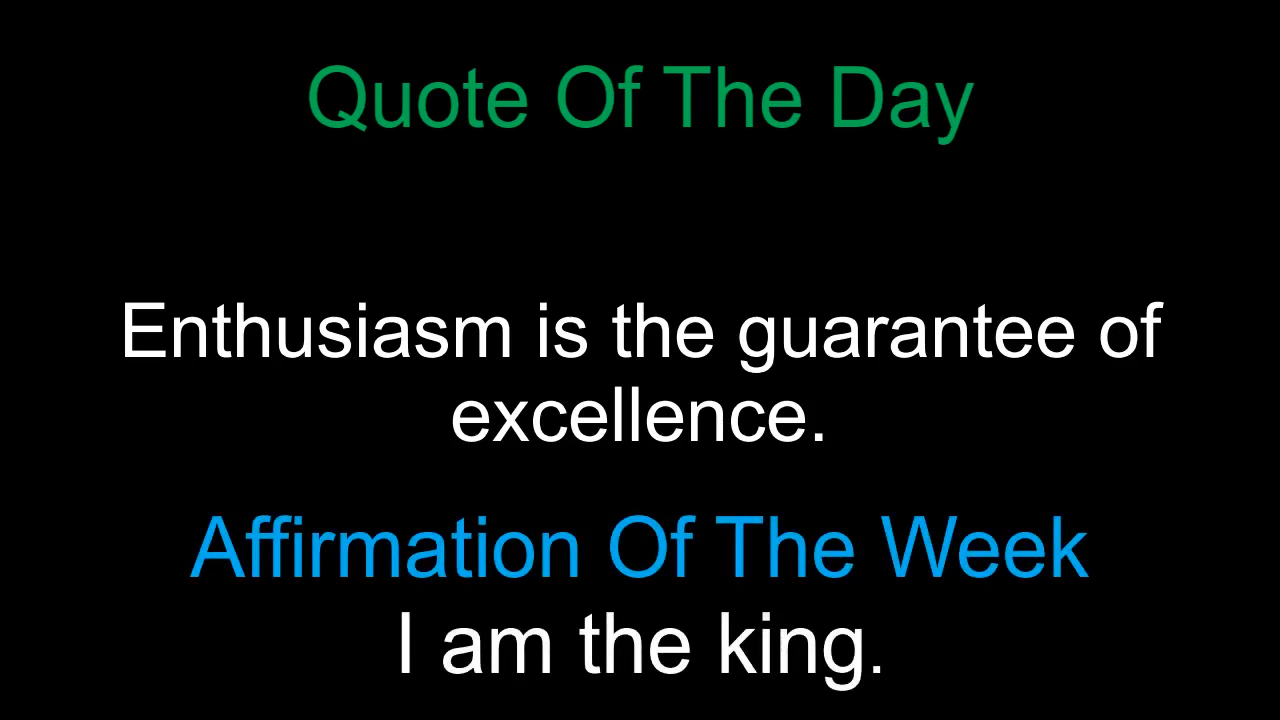 Quote Of The Day
Enthusiasm is the guarantee of
excellence.
Affirmation Of The Week
I am the king.